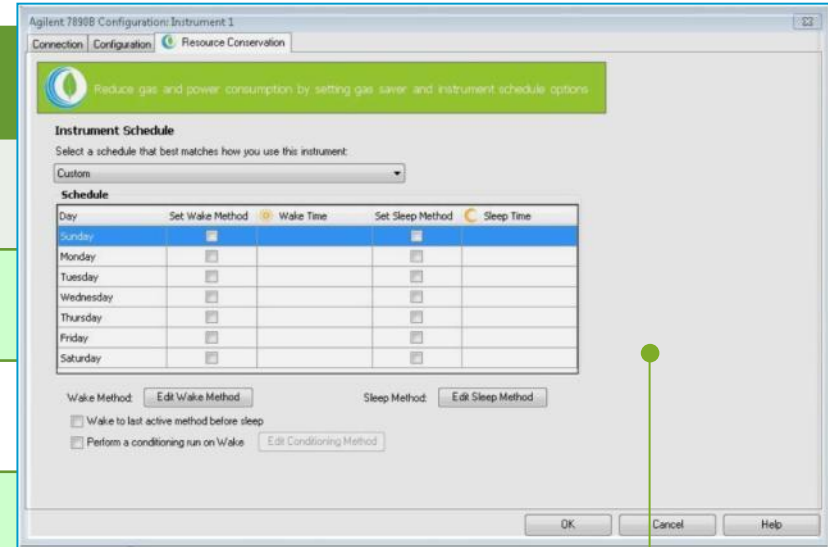 Agilent 7890B Configuration: Instrument 1
Connection Configuration Resource Conservation
Reduce gas and power consumption by setting gas saver and instrument schedule options
Instrument Schedule
Select a schedule that best matches how you use this instrument:
Custom
Schedule
Day Set Wake Method Wake Time Set Sleep Method Sleep Time
Sunday
Monday
Tuesday
Wednesday
Thursday
Friday
Saturday
Wake Method: Edit Wake Method Sleep Method: Edit Sleep Method
Wake to last active method before sleep
Perform a conditioning run on Wake Edit Conditioning Method
OK Cancel Help